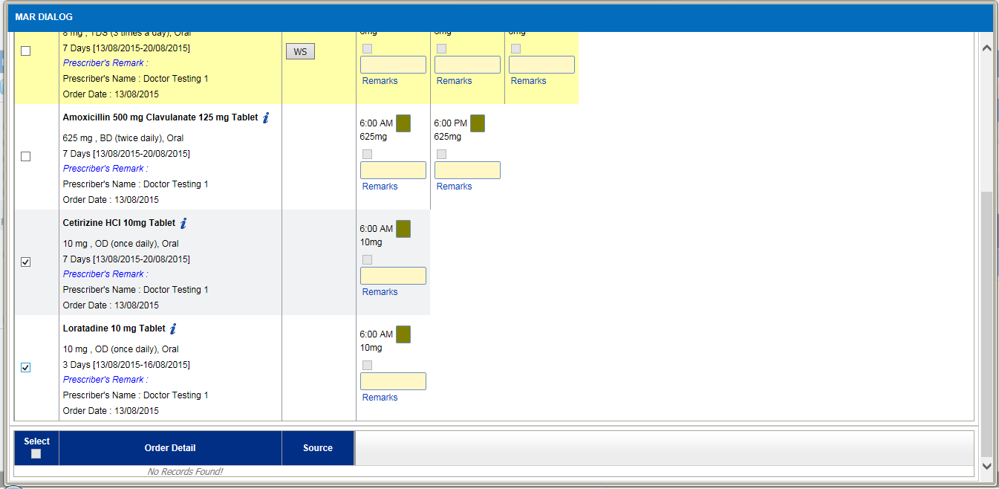 MAR DIALOG
8 mg , TDS (3 times a day), Oral
7 Days [13/08/2015-20/08/2015]
Prescriber's Remark :
Prescriber's Name : Doctor Testing 1
Order Date : 13/08/2015
WS
8mg 8mg 8mg
Remarks Remarks Remarks
Amoxicillin 500 mg Clavulanate 125 mg Tablet i
625 mg , BD (twice daily), Oral
7 Days [13/08/2015-20/08/2015]
Prescriber's Remark :
Prescriber's Name : Doctor Testing 1
Order Date : 13/08/2015
6:00 AM 6:00 PM
625mg 625mg
Remarks Remarks
Cetirizine HCl 10mg Tablet i
10 mg , OD (once daily), Oral
7 Days [13/08/2015-20/08/2015]
Prescriber's Remark :
Prescriber's Name : Doctor Testing 1
Order Date : 13/08/2015
6:00 AM
10mg
Remarks
Loratadine 10 mg Tablet i
10 mg , OD (once daily), Oral
3 Days [13/08/2015-16/08/2015]
Prescriber's Remark :
Prescriber's Name : Doctor Testing 1
Order Date : 13/08/2015
6:00 AM
10mg
Remarks
Select Order Detail Source
No Records Found!